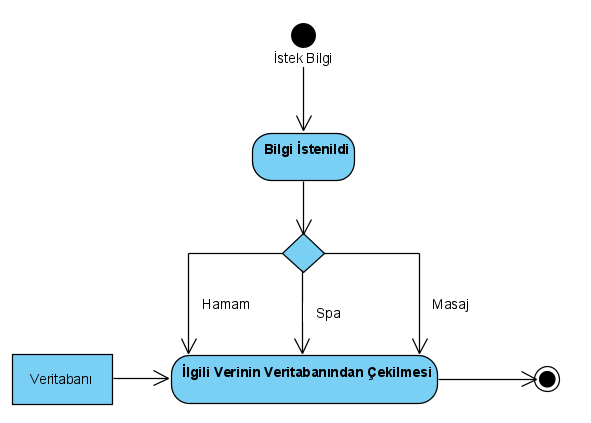 İstek Bilgi
Bilgi İstenildi
Hamam
Spa
Masaj
Veritabanı
İlgili Verinin Veritabanından Çekilmesi